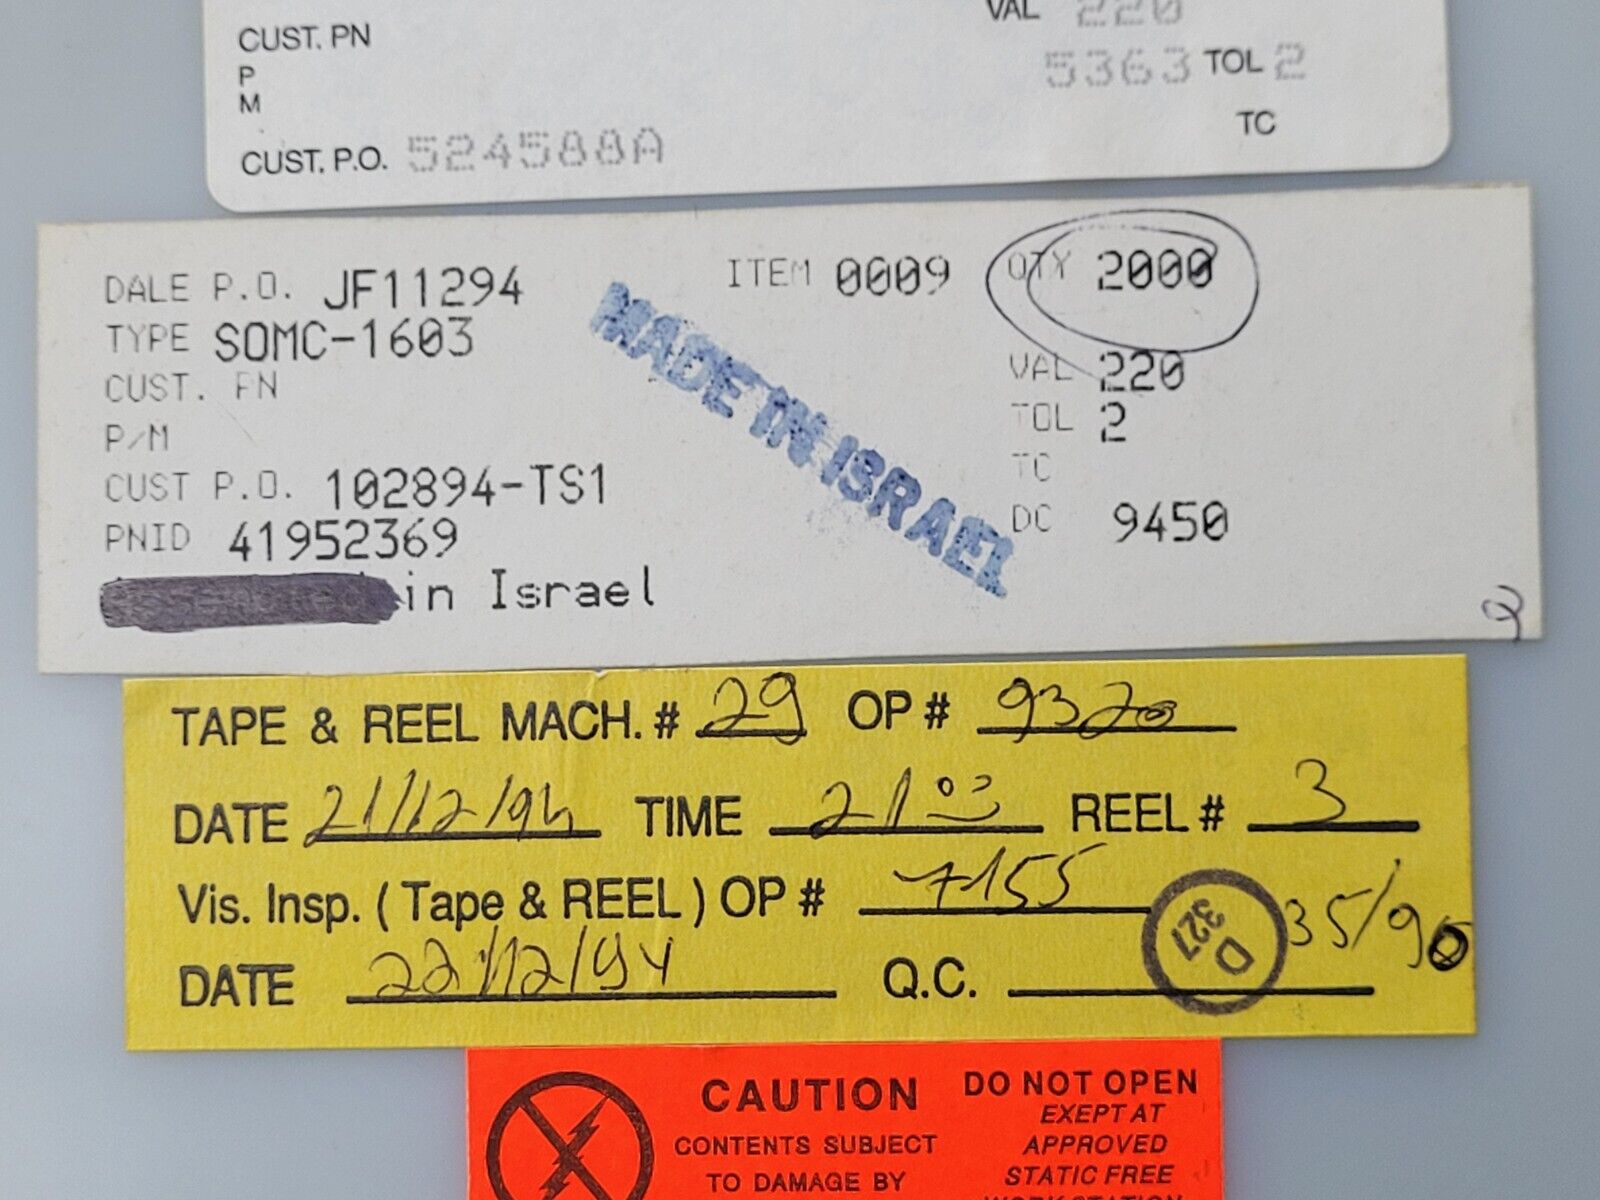 VAL 220
CUST. PN
5363 TOL 2
P
M
TC
CUST. P.O. 524588A
DALE P.O. JF11294 ITEM 0009 QTY 2000
TYPE SOMC-1603
CUST. PN VAL 220
P/M TOL 2
TC
CUST P.O. 102894-TS1
PNID 41952369 DC 9450
in Israel
MADE IN ISRAEL
TAPE & REEL MACH. # 29 OP # 9320
DATE 21/12/94 TIME 21 00 REEL # 3
Vis. Insp. ( Tape & REEL ) OP # 7155
DATE 22/12/94 Q.C. D 327 35/95
CAUTION
CONTENTS SUBJECT
TO DAMAGE BY
DO NOT OPEN
EXEPT AT
APPROVED
STATIC FREE
WORKSTATION